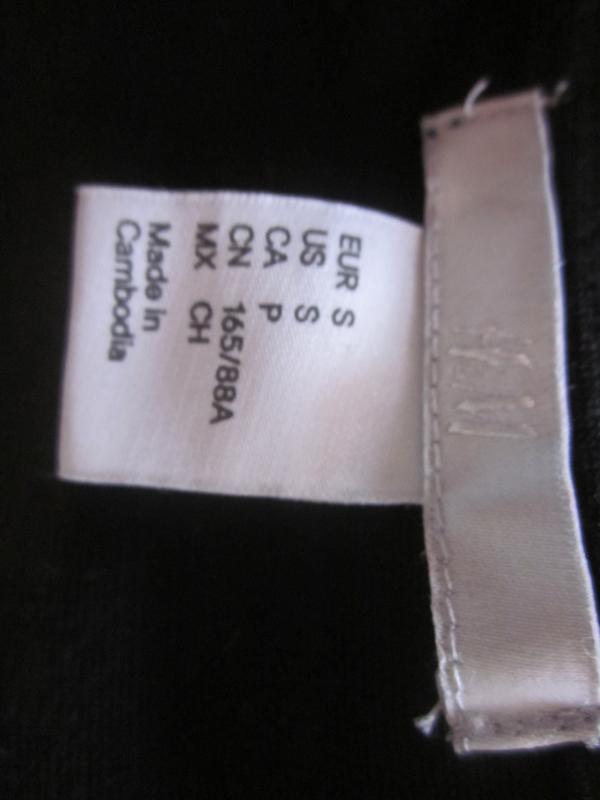 H&M
EUR S
US S
CA P
CN 165/88A
MX CH
Made in
Cambodia